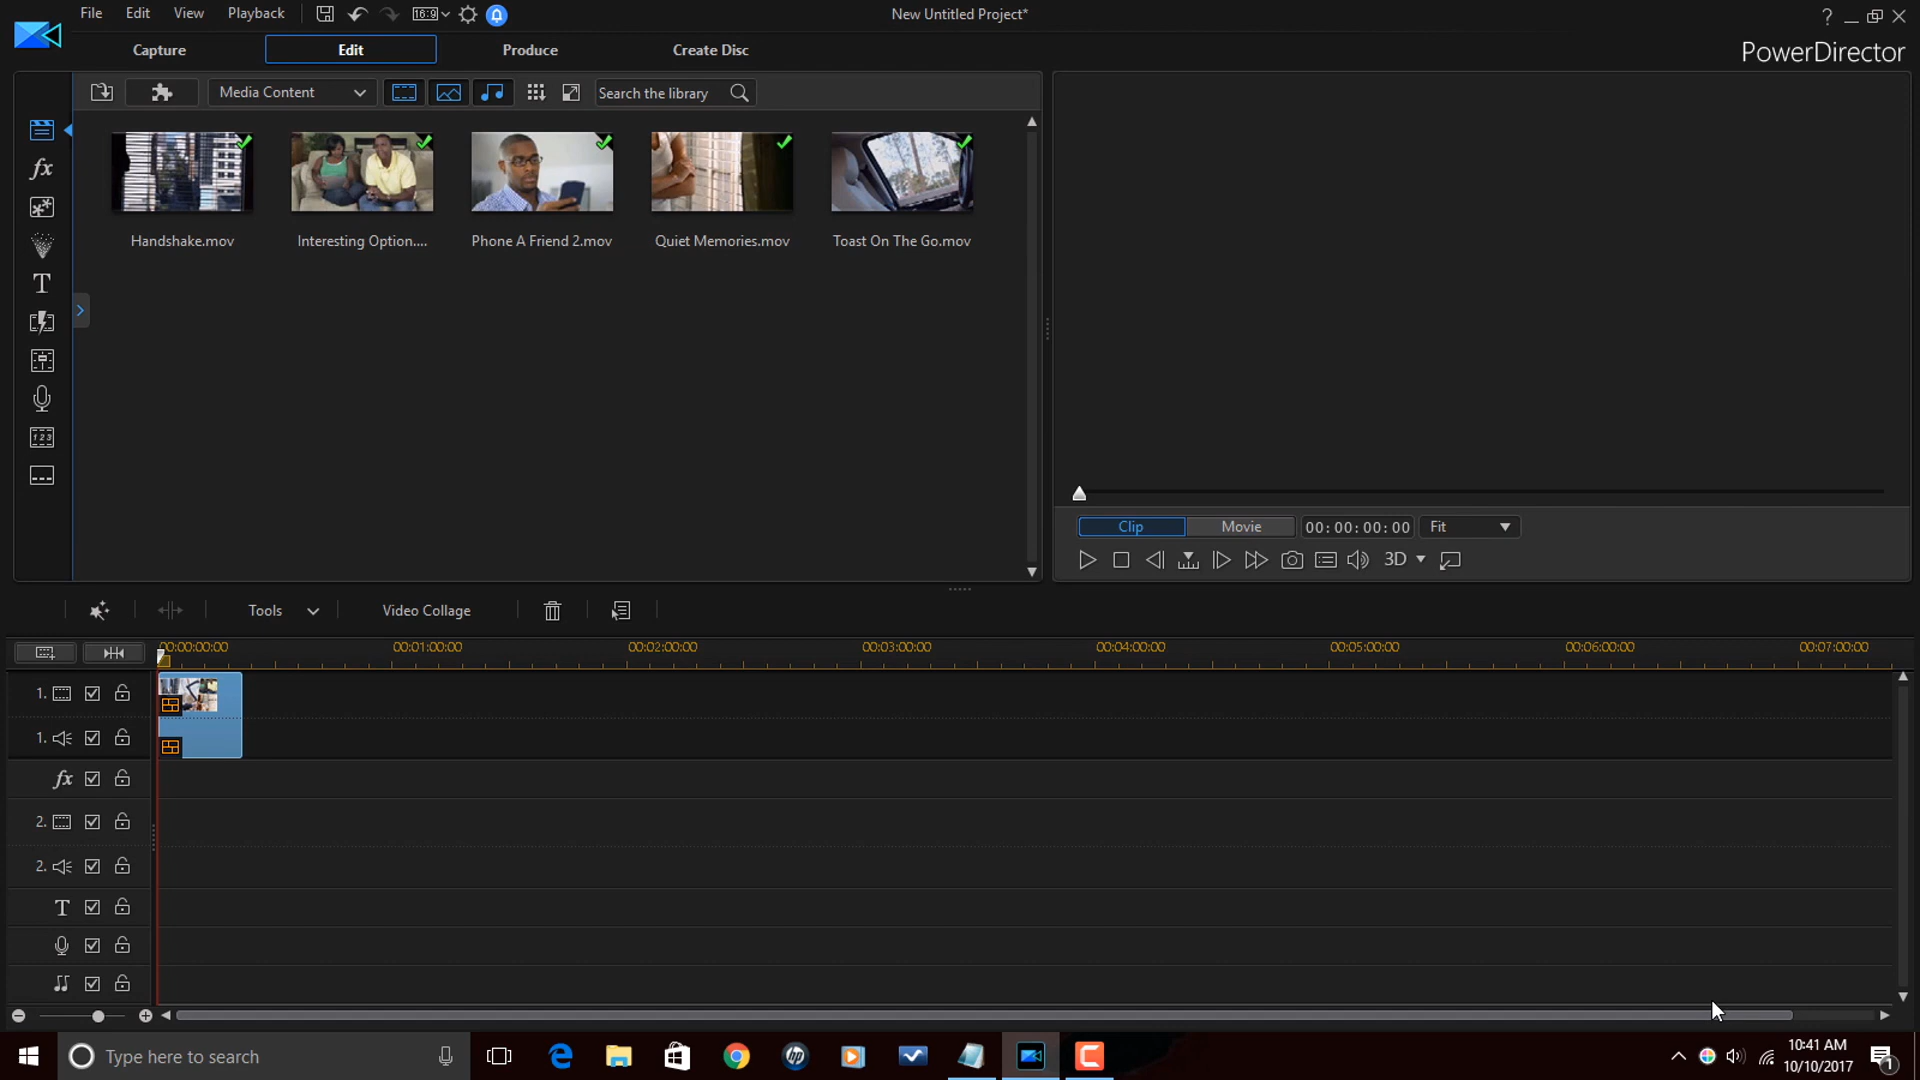 File Edit View Playback 16:9 New Untitled Project* ?
Capture Edit Produce Create Disc PowerDirector
Media Content Search the library
Handshake.mov Interesting Option.... Phone A Friend 2.mov Quiet Memories.mov Toast On The Go.mov
fx
T
123
Clip Movie 00:00:00:00 Fit
3D
Tools Video Collage
00:00:00:00 00:01:00:00 00:02:00:00 00:03:00:00 00:04:00:00 00:05:00:00 00:06:00:00 00:07:00:00
1.
1.
fx
2.
2.
T
Type here to search hp 10:41 AM
10/10/2017 1